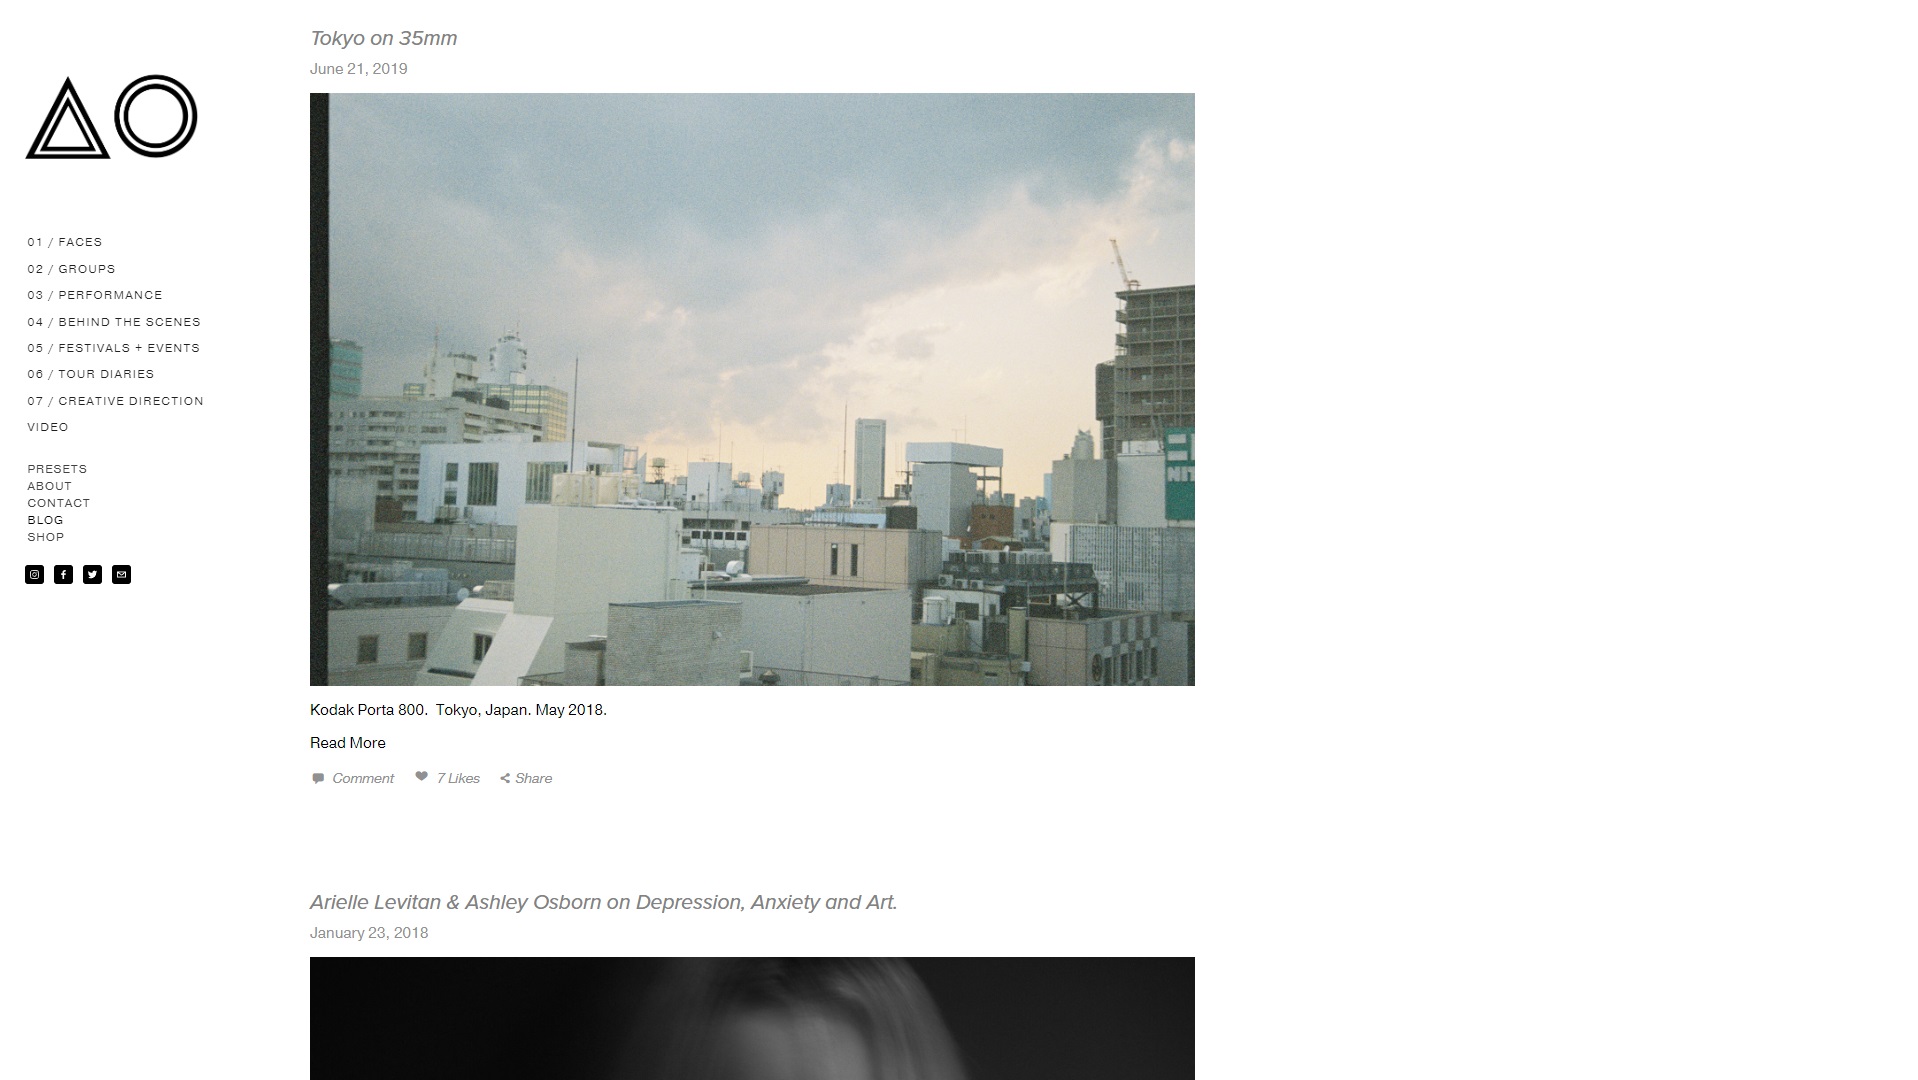 01 / FACES
02 / GROUPS
03 / PERFORMANCE
04 / BEHIND THE SCENES
05 / FESTIVALS + EVENTS
06 / TOUR DIARIES
07 / CREATIVE DIRECTION
VIDEO
PRESETS
ABOUT
CONTACT
BLOG
SHOP
Tokyo on 35mm
June 21, 2019
Kodak Porta 800.  Tokyo, Japan. May 2018.
Read More
Comment 7 Likes Share
Arielle Levitan & Ashley Osborn on Depression, Anxiety and Art.
January 23, 2018